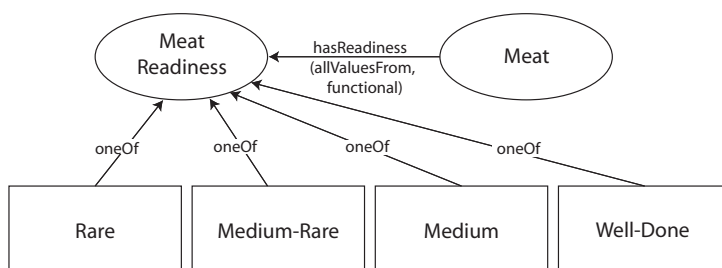 Meat
Readiness
hasReadiness
(allValuesFrom,
functional)
Meat
oneOf
oneOf
oneOf
oneOf
Rare
Medium-Rare
Medium
Well-Done